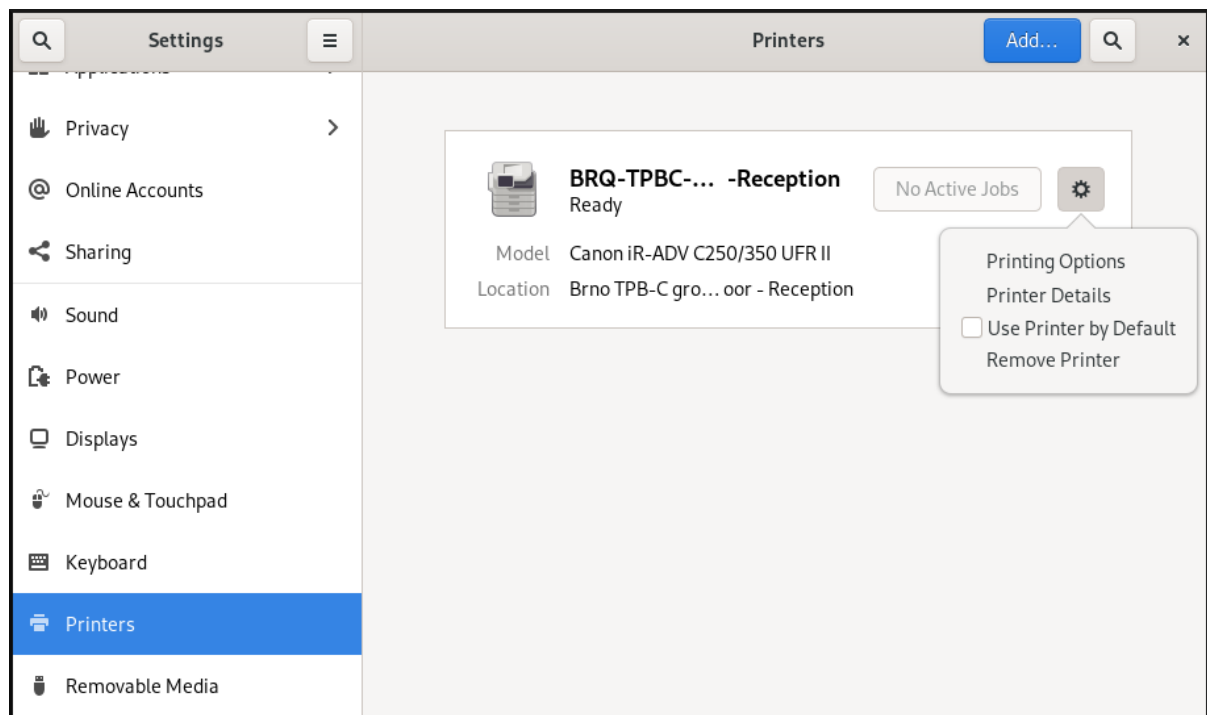 Settings
Printers
Add...
Applications
Privacy
Online Accounts
Sharing
Sound
Power
Displays
Mouse & Touchpad
Keyboard
Printers
Removable Media
BRQ-TPBC-... -Reception
Ready
No Active Jobs
Model Canon iR-ADV C250/350 UFR II
Location Brno TPB-C gro... oor - Reception
Printing Options
Printer Details
Use Printer by Default
Remove Printer